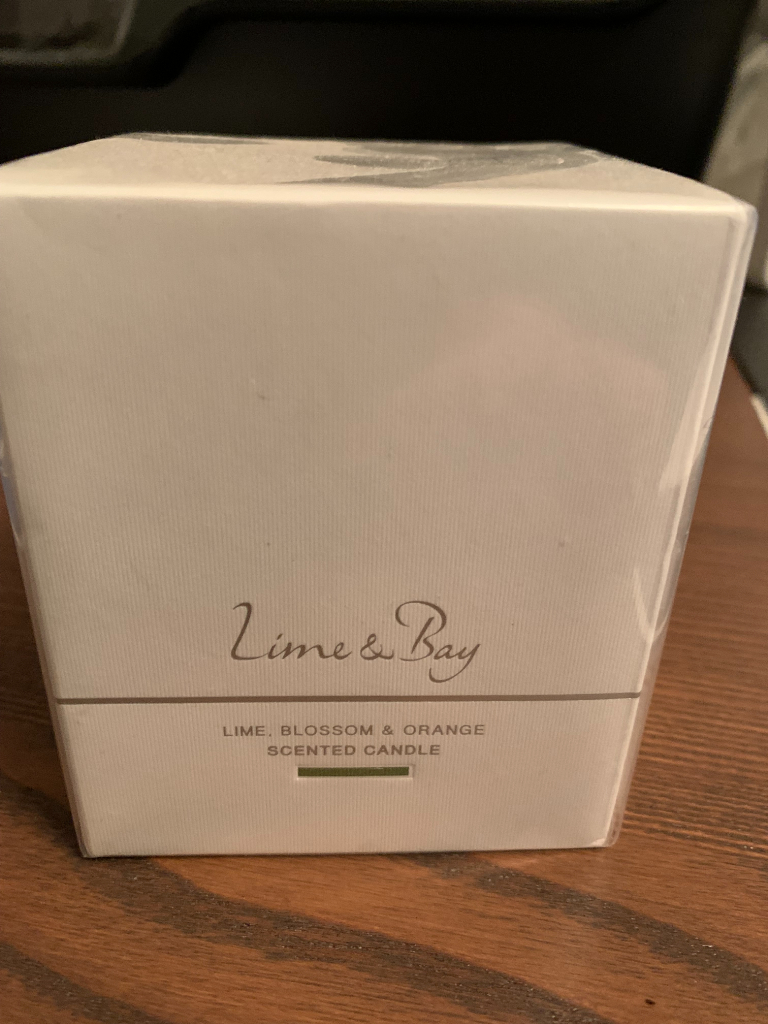 Lime & Bay
LIME, BLOSSOM & ORANGE
SCENTED CANDLE